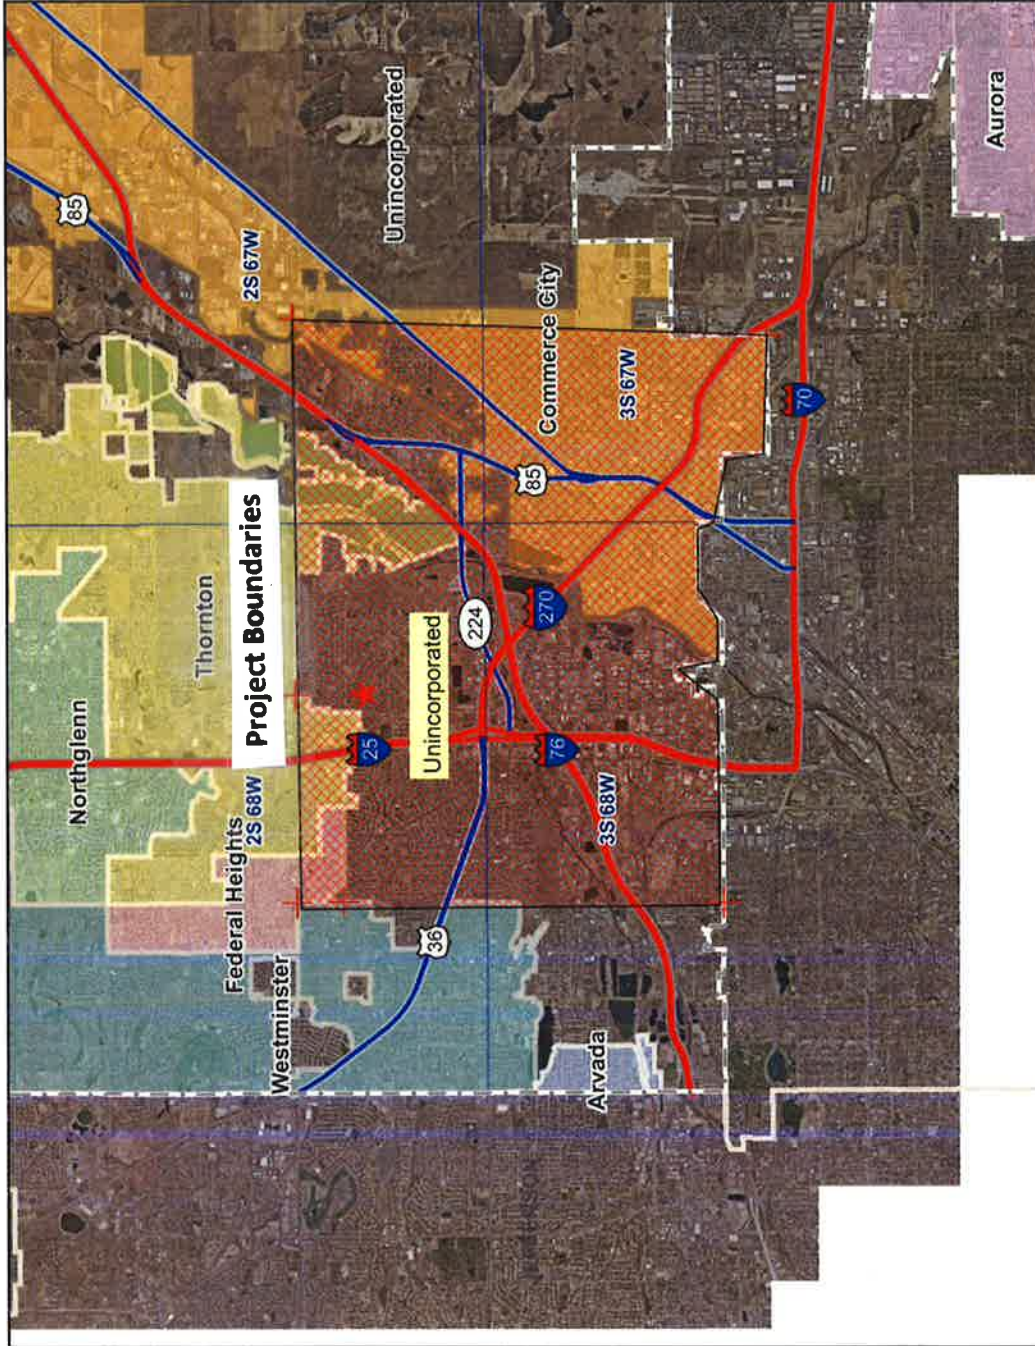 85
2S 67W
Unincorporated
Aurora
Commerce City
3S 67W
70
85
Project Boundaries
Thornton
224
270
Unincorporated
Northglenn
25
76
2S 68W
Federal Heights
3S 68W
36
Westminster
Arvada